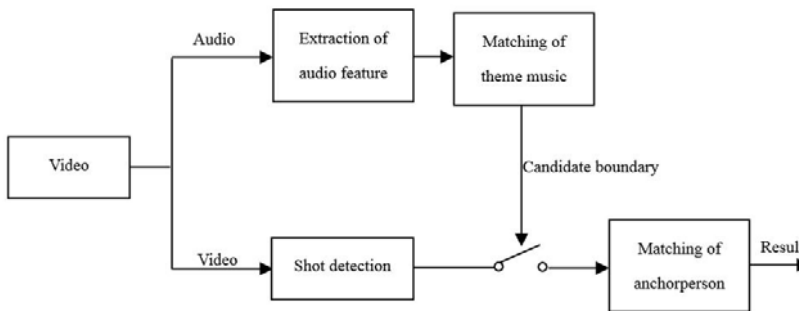 Audio
Extraction of
audio feature
Matching of
theme music
Video
Candidate boundary
Video
Shot detection
Matching of
anchorperson
Resul